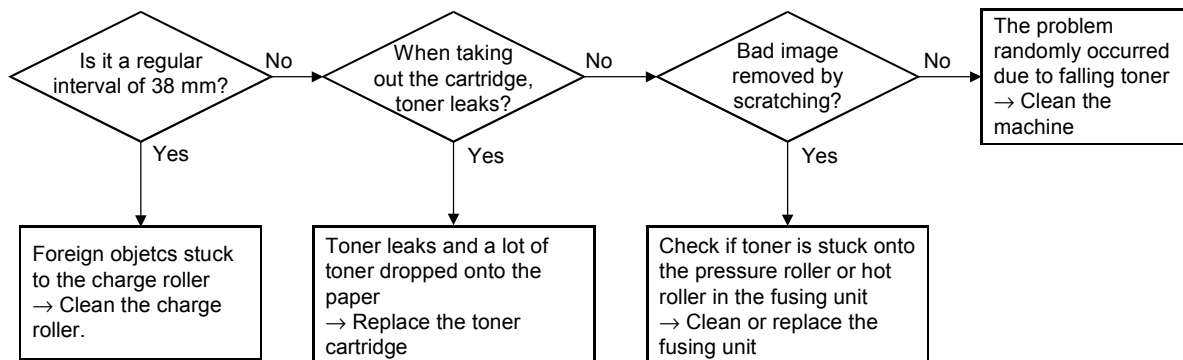 Is it a regular
interval of 38 mm?
No
When taking
out the cartridge,
toner leaks?
No
Bad image
removed by
scratching?
No
The problem
randomly occurred
due to falling toner
→ Clean the
machine
Yes
Yes
Yes
Foreign objetcs stuck
to the charge roller
→ Clean the charge
roller.
Toner leaks and a lot of
toner dropped onto the
paper
→ Replace the toner
cartridge
Check if toner is stuck onto
the pressure roller or hot
roller in the fusing unit
→ Clean or replace the
fusing unit